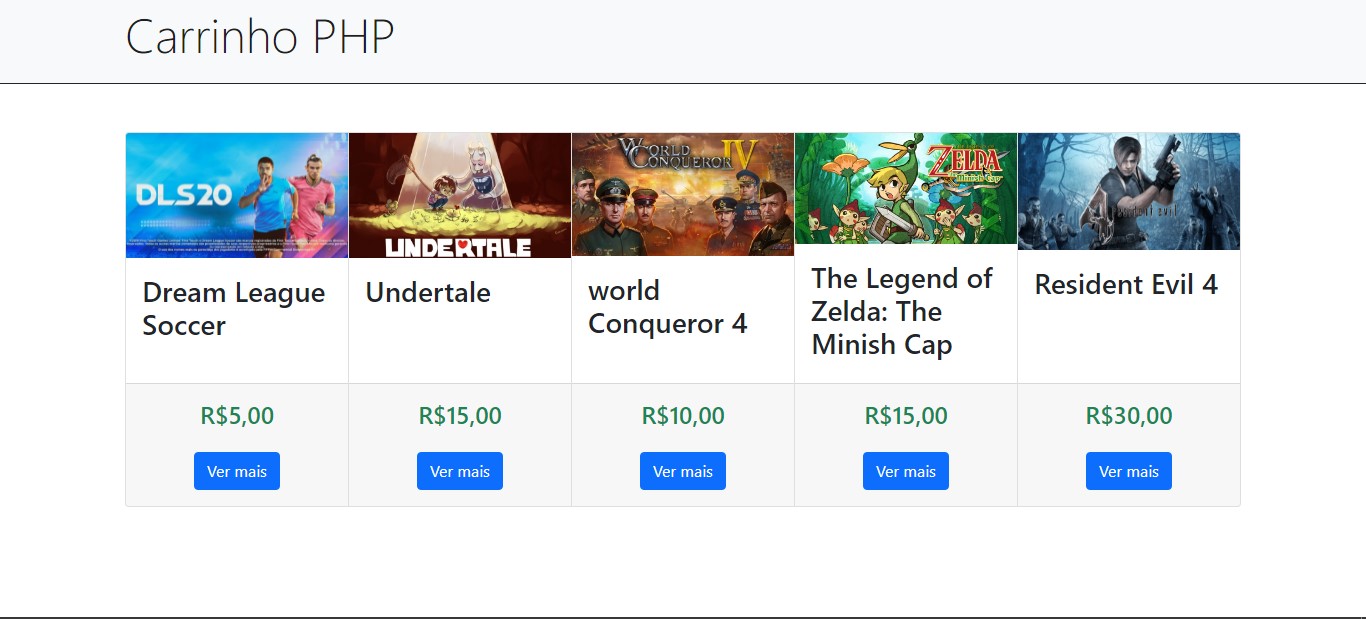 Carrinho PHP
DLS20
UNDERTALE
WORLD
CONQUEROR IV
ZELDA
The Minish Cap
resident evil
Dream League
Soccer
Undertale
world
Conqueror 4
The Legend of
Zelda: The
Minish Cap
Resident Evil 4
R$5,00
R$15,00
R$10,00
R$15,00
R$30,00
Ver mais
Ver mais
Ver mais
Ver mais
Ver mais